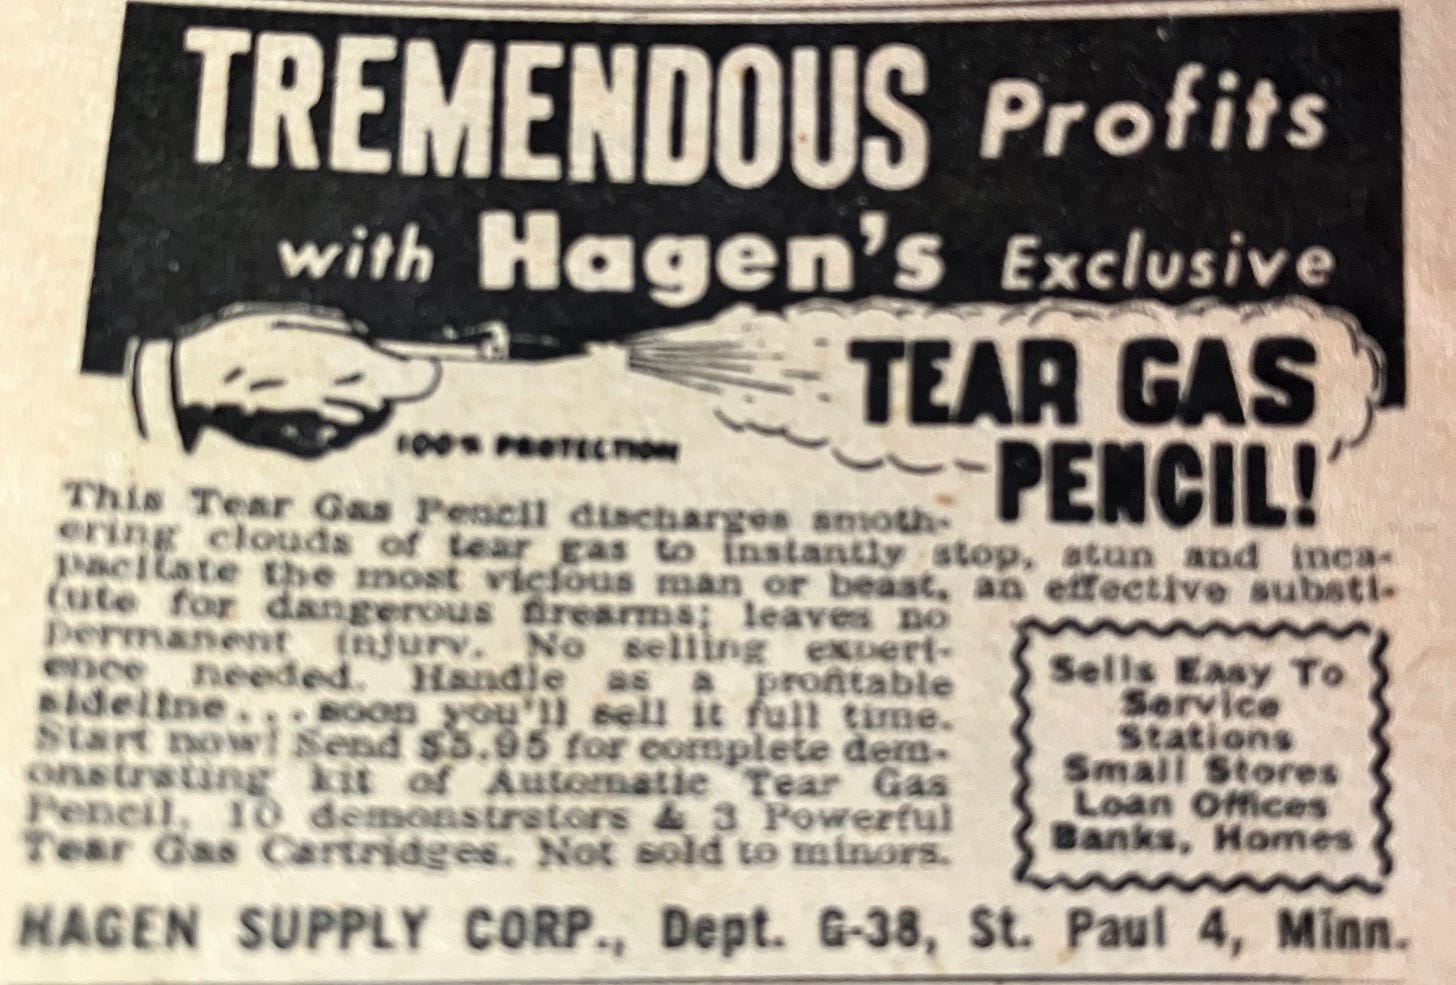 TREMENDOUS Profits
with Hagen's Exclusive
TEAR GAS
PENCIL!
100% PROTECTION
This Tear Gas Pencil discharges smoth-
ering clouds of tear gas to instantly stop, stun and inca-
pacitate the most vicious man or beast, an effective substi-
tute for dangerous firearms; leaves no
permanent injury. No selling experi-
ence needed. Handle as a profitable
sideline...soon you'll sell it full time.
Start now! Send $5.95 for complete dem-
onstrating kit of Automatic Tear Gas
Pencil, 10 demonstrators & 3 Powerful
Tear Gas Cartridges. Not sold to minors.
Sells Easy To
Service
Stations
Small Stores
Loan Offices
Banks, Homes
HAGEN SUPPLY CORP., Dept. G-38, St. Paul 4, Minn.